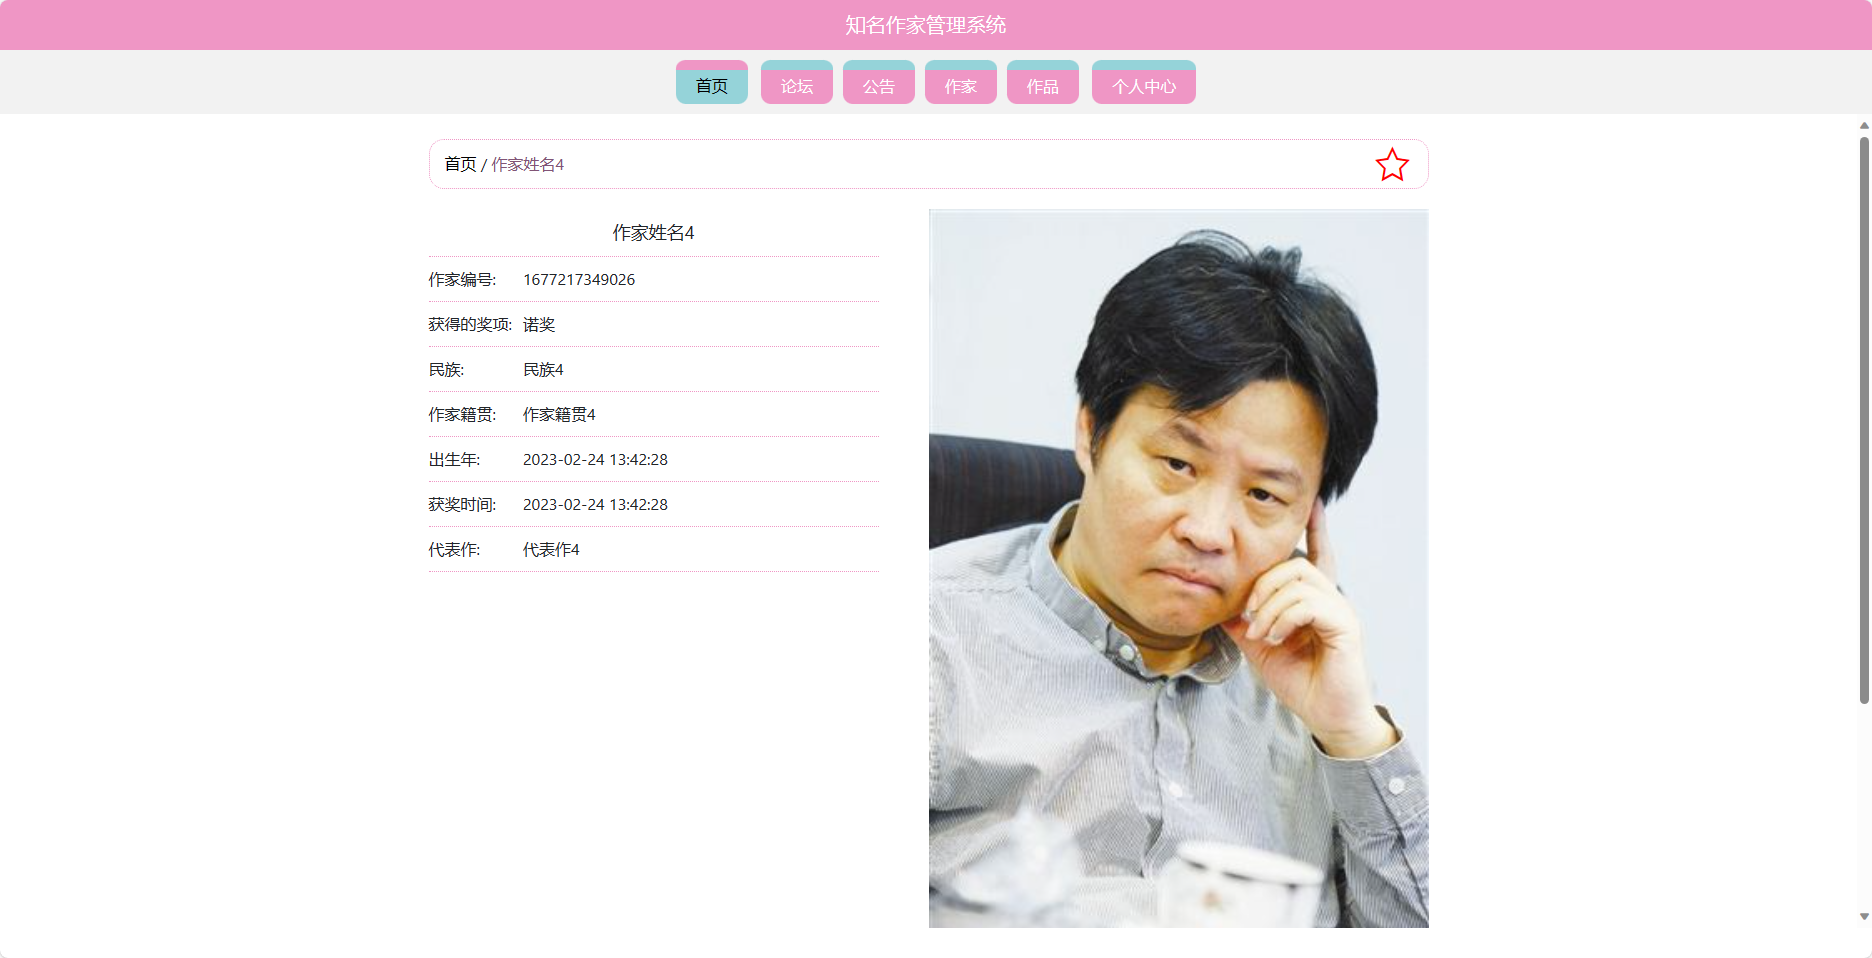 知名作家管理系统
首页 论坛 公告 作家 作品 个人中心
首页 / 作家姓名4
作家姓名4
作家编号: 1677217349026
获得的奖项: 诺奖
民族: 民族4
作家籍贯: 作家籍贯4
出生年: 2023-02-24 13:42:28
获奖时间: 2023-02-24 13:42:28
代表作: 代表作4